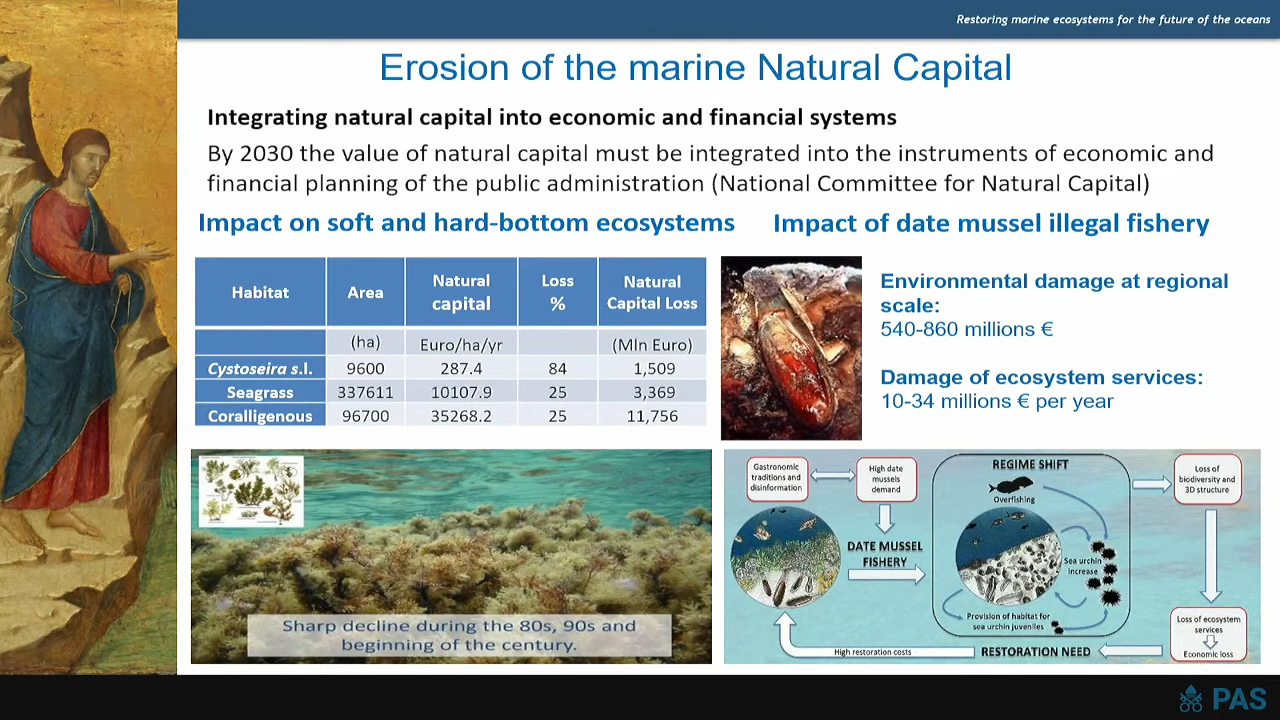 Restoring marine ecosystems for the future of the oceans
Erosion of the marine Natural Capital
Integrating natural capital into economic and financial systems
By 2030 the value of natural capital must be integrated into the instruments of economic and
financial planning of the public administration (National Committee for Natural Capital)
Impact on soft and hard-bottom ecosystems
Habitat Area Natural capital Loss % Natural Capital Loss
(ha) Euro/ha/yr (Mln Euro)
Cystoseira s.l. 9600 287.4 84 1,509
Seagrass 337611 10107.9 25 3,369
Coralligenous 96700 35268.2 25 11,756
Sharp decline during the 80s, 90s and
beginning of the century.
Impact of date mussel illegal fishery
Environmental damage at regional
scale:
540-860 millions €
Damage of ecosystem services:
10-34 millions € per year
Gastronomic
traditions and
disinformation
High date
mussels
demand
DATE MUSSEL
FISHERY
REGIME SHIFT
Overfishing
Sea urchin
increase
Provision of habitat for
sea urchin juveniles
Loss of
biodiversity and
3D structure
Loss of ecosystem
services
Economic loss
RESTORATION NEED
High restoration costs
PAS